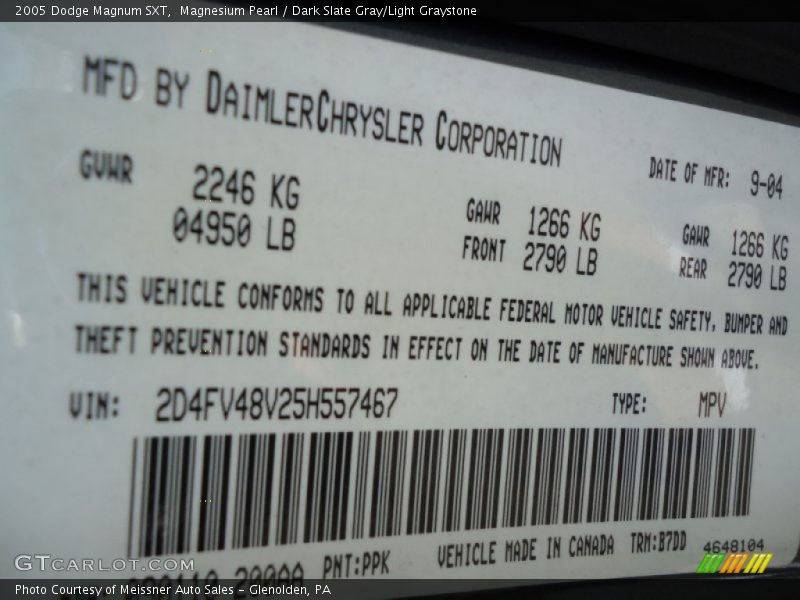 2005 Dodge Magnum SXT,  Magnesium Pearl / Dark Slate Gray/Light Graystone
MFD BY DAIMLERCHRYSLER CORPORATION
DATE OF MFR: 9-04
GVWR 2246 KG
04950 LB
GAWR 1266 KG
FRONT 2790 LB
GAWR 1266 KG
REAR 2790 LB
THIS VEHICLE CONFORMS TO ALL APPLICABLE FEDERAL MOTOR VEHICLE SAFETY, BUMPER AND
THEFT PREVENTION STANDARDS IN EFFECT ON THE DATE OF MANUFACTURE SHOWN ABOVE.
VIN: 2D4FV48V25H557467 TYPE: MPV
200AA PNT:PPK VEHICLE MADE IN CANADA TRM:B7DD 4648104
GTCARLOT.COM
Photo Courtesy of Meissner Auto Sales – Glenolden, PA